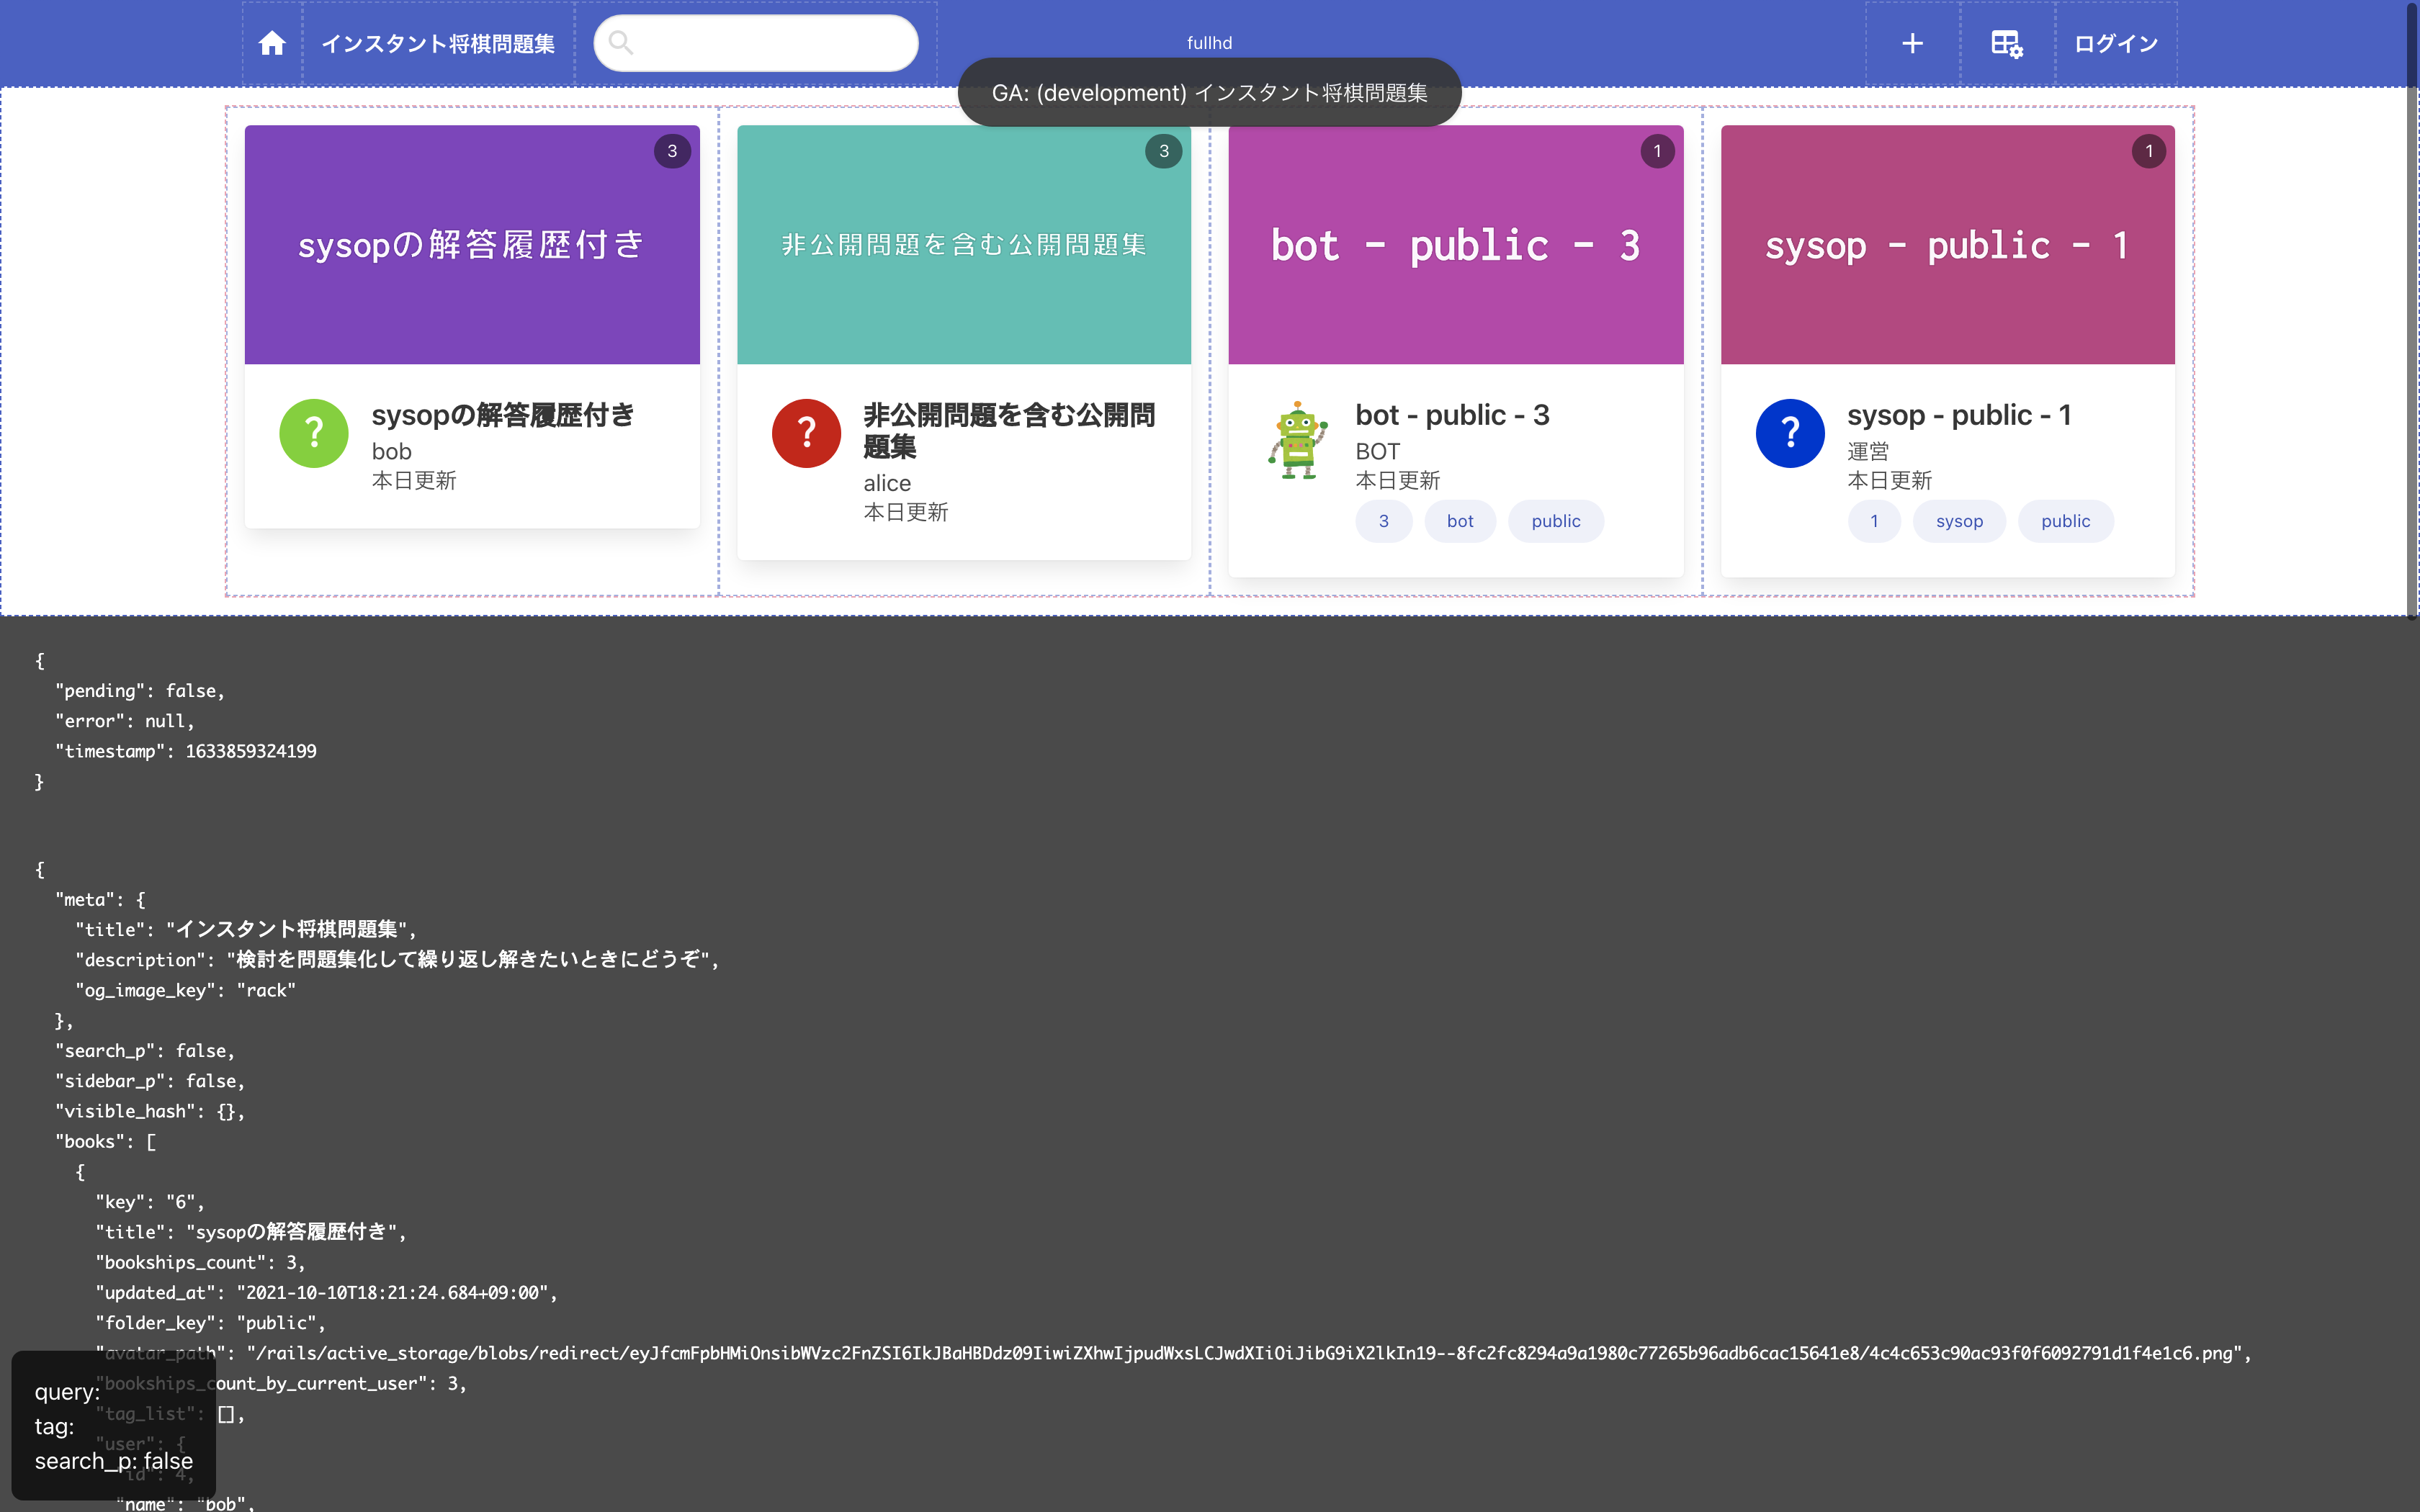 インスタント将棋問題集
fullhd
ログイン
GA: (development) インスタント将棋問題集
3
sysopの解答履歴付き
?
sysopの解答履歴付き
bob
本日更新
3
非公開問題を含む公開問題集
?
非公開問題を含む公開問
題集
alice
本日更新
1
bot - public - 3
bot - public - 3
BOT
本日更新
3 bot public
1
sysop - public - 1
?
sysop - public - 1
運営
本日更新
1 sysop public
{
"pending": false,
"error": null,
"timestamp": 1633859324199
}
{
"meta": {
"title": "インスタント将棋問題集",
"description": "検討を問題集化して繰り返し解きたいときにどうぞ",
"og_image_key": "rack"
},
"search_p": false,
"sidebar_p": false,
"visible_hash": {},
"books": [
{
"key": "6",
"title": "sysopの解答履歴付き",
"bookships_count": 3,
"updated_at": "2021-10-10T18:21:24.684+09:00",
"folder_key": "public",
"avatar_path": "/rails/active_storage/blobs/redirect/eyJfcmFpbHMiOnsibWVzc2FnZSI6IkJBaHBDdz09IiwiZXhwIjpudWxsLCJwdXIiOiJibG9iX2lkIn19--8fc2fc8294a9a1980c77265b96adb6cac15641e8/4c4c653c90ac93f0f6092791d1f4e1c6.png",
"bookships_count_by_current_user": 3,
"tag_list": [],
"user": {
"id": 4,
"name": "bob",
query:
tag:
search_p: false